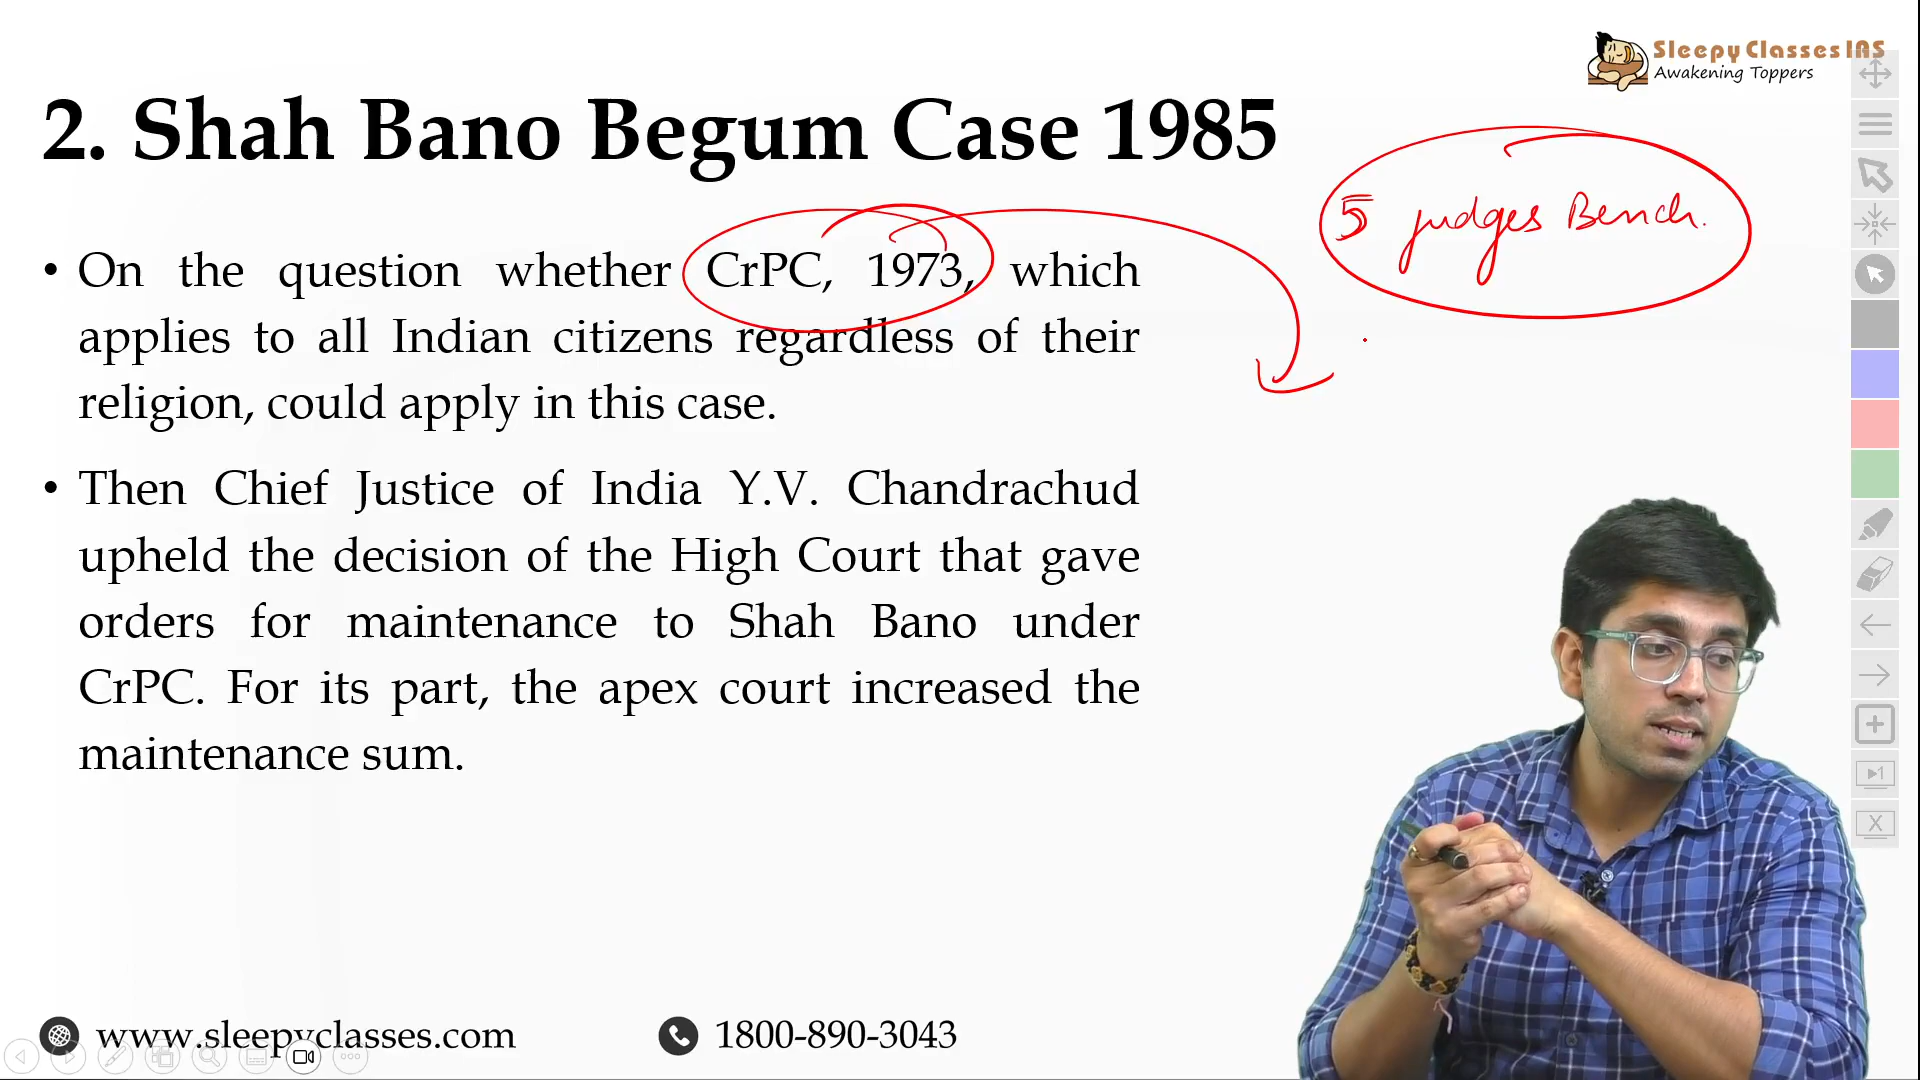 Sleepy Classes IAS
Awakening Toppers
2. Shah Bano Begum Case 1985
5 judges Bench.
• On the question whether CrPC, 1973, which
applies to all Indian citizens regardless of their
religion, could apply in this case.
• Then Chief Justice of India Y.V. Chandrachud
upheld the decision of the High Court that gave
orders for maintenance to Shah Bano under
CrPC. For its part, the apex court increased the
maintenance sum.
www.sleepyclasses.com
1800-890-3043